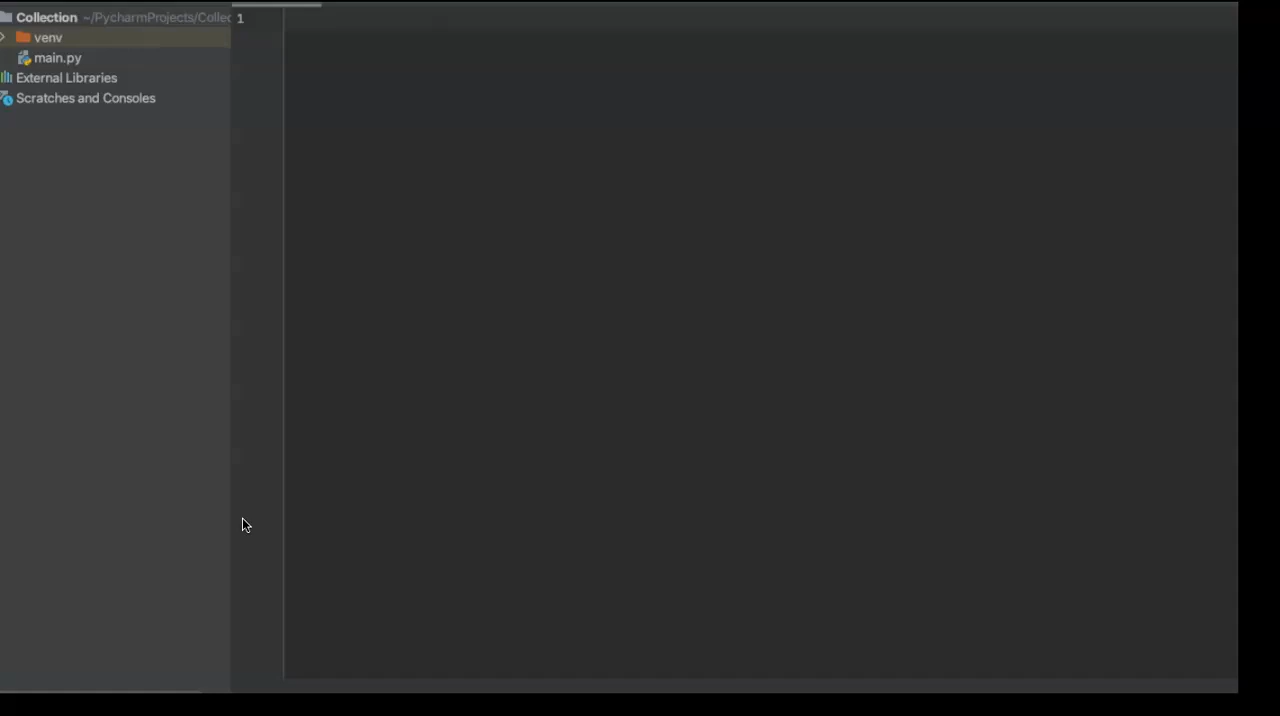 Collection ~/PycharmProjects/Collec
1
venv
main.py
External Libraries
Scratches and Consoles